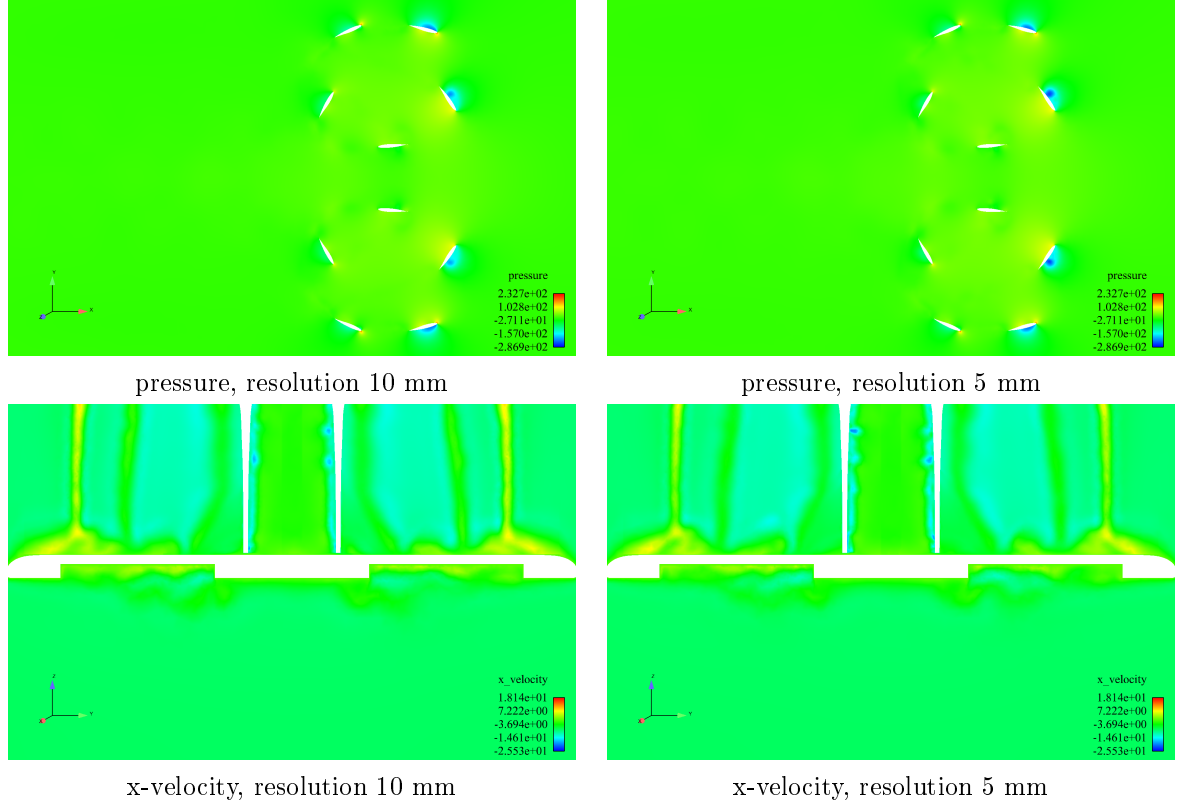 Y
X
Z
pressure
2.327e+02
1.028e+02
-2.711e+01
-1.570e+02
-2.869e+02
pressure, resolution 10 mm
Y
X
Z
pressure
2.327e+02
1.028e+02
-2.711e+01
-1.570e+02
-2.869e+02
pressure, resolution 5 mm
Z
Y
X
x_velocity
1.814e+01
7.222e+00
-3.694e+00
-1.461e+01
-2.553e+01
x-velocity, resolution 10 mm
Z
Y
X
x_velocity
1.814e+01
7.222e+00
-3.694e+00
-1.461e+01
-2.553e+01
x-velocity, resolution 5 mm